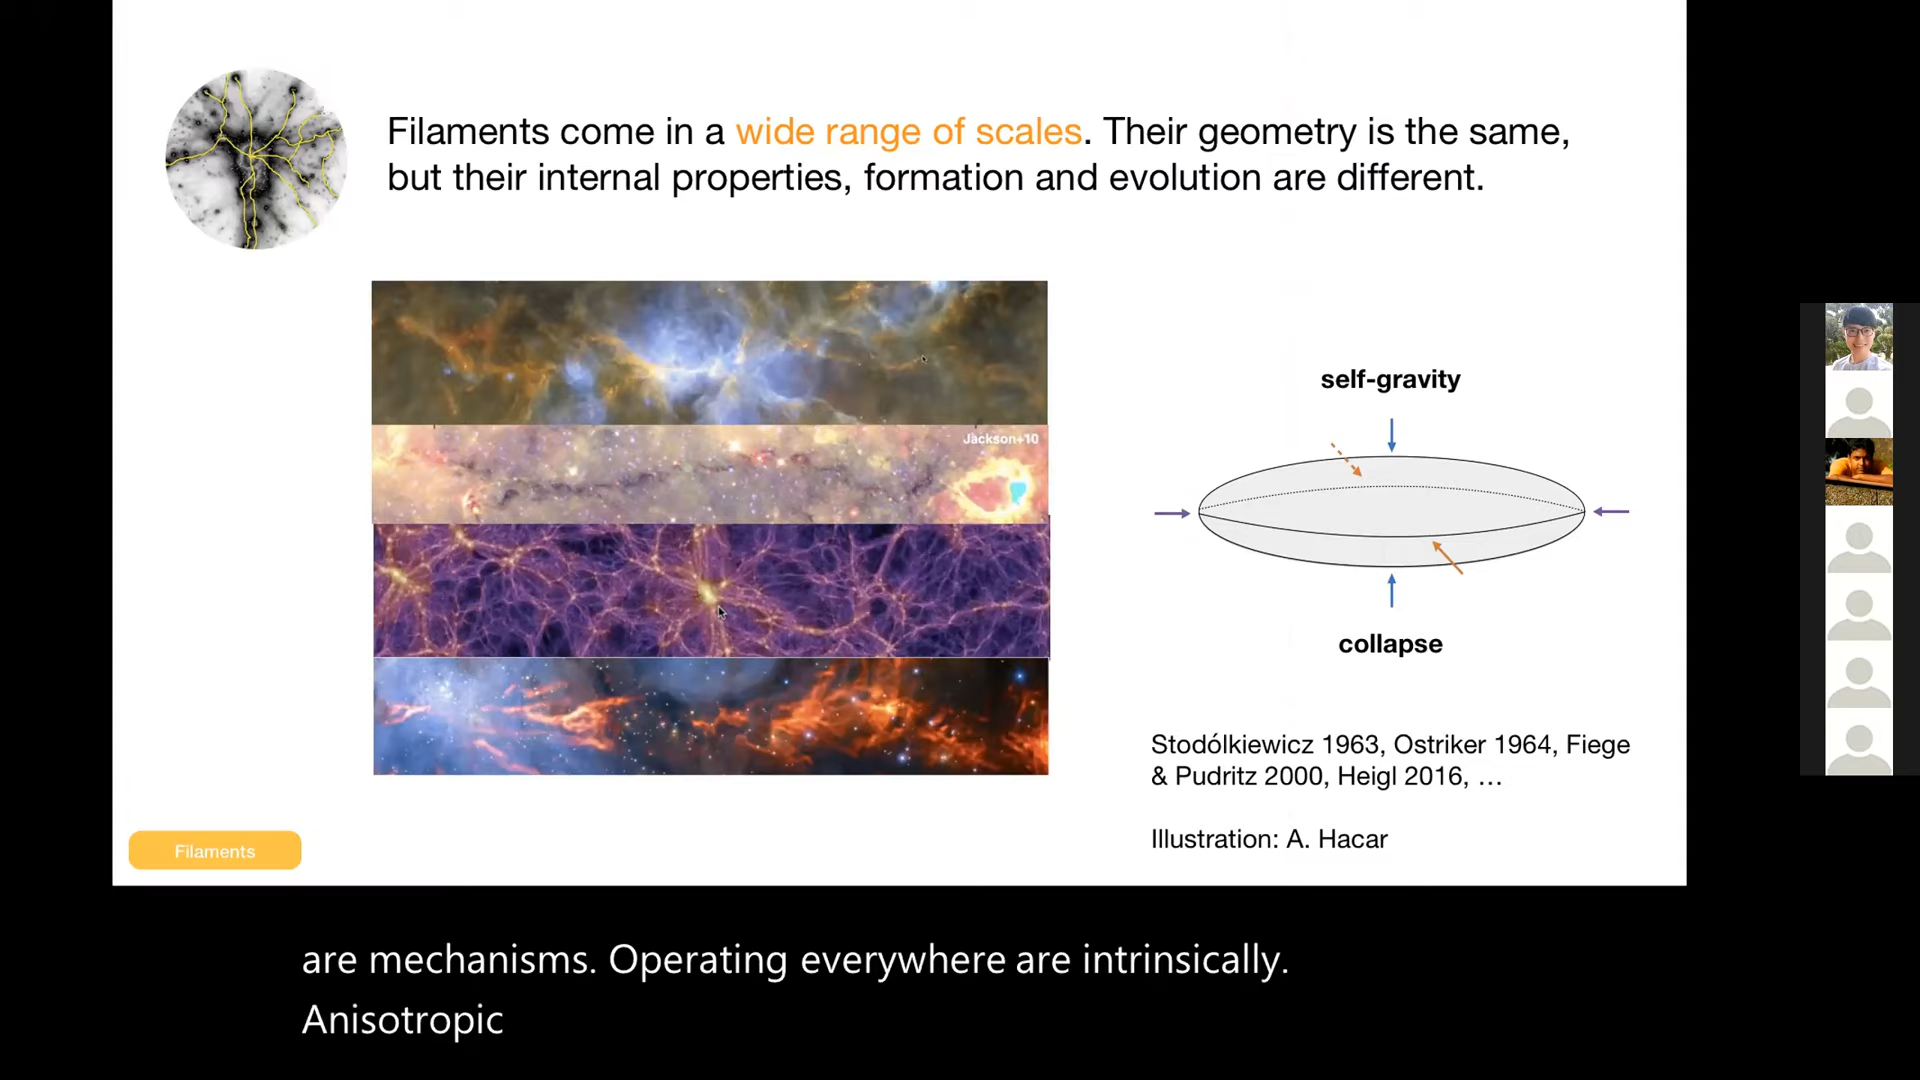 Filaments come in a wide range of scales. Their geometry is the same,
but their internal properties, formation and evolution are different.
Jackson+10
self-gravity
collapse
Stodólkiewicz 1963, Ostriker 1964, Fiege
& Pudritz 2000, Heigl 2016, …
Illustration: A. Hacar
Filaments
are mechanisms. Operating everywhere are intrinsically.
Anisotropic